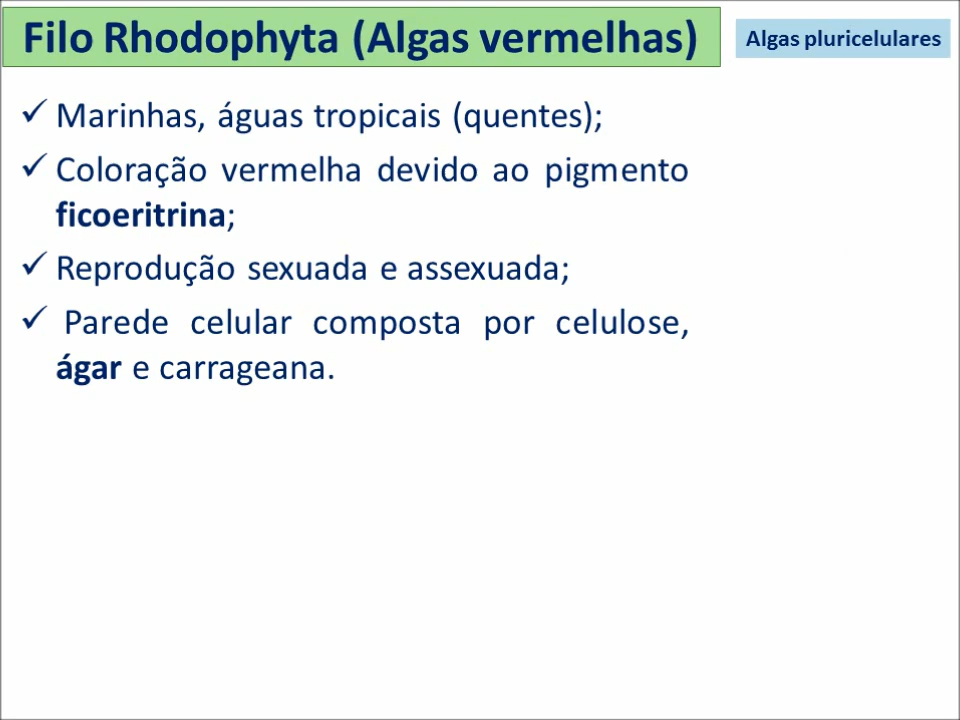 Filo Rhodophyta (Algas vermelhas)
Algas pluricelulares
✓ Marinhas, águas tropicais (quentes);
✓ Coloração vermelha devido ao pigmento
ficoeritrina;
✓ Reprodução sexuada e assexuada;
✓ Parede celular composta por celulose,
ágar e carrageana.